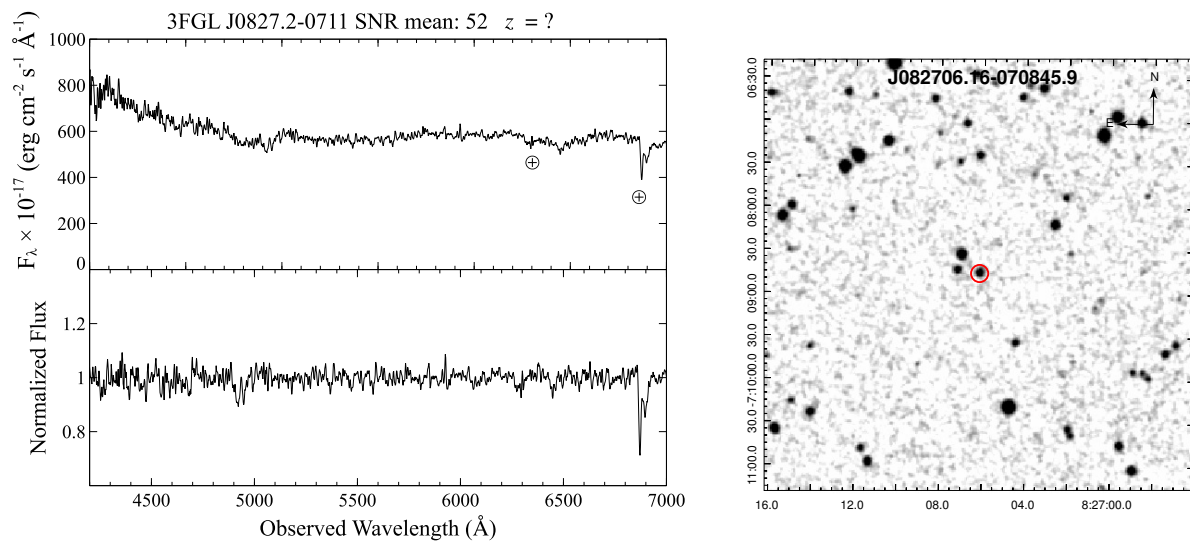 3FGL J0827.2-0711 SNR mean: 52 z = ?
1000
800
600
400
200
0
F_λ × 10⁻¹⁷ (erg cm⁻² s⁻¹ Å⁻¹)
⊕
⊕
1.2
1
0.8
Normalized Flux
4500 5000 5500 6000 6500 7000
Observed Wavelength (Å)
J082706.16-070845.9
N
E
06:30.0
30.0
08:00.0
30.0
09:00.0
30.0
-7:10:00.0
30.0
11:00.0
16.0 12.0 08.0 04.0 8:27:00.0